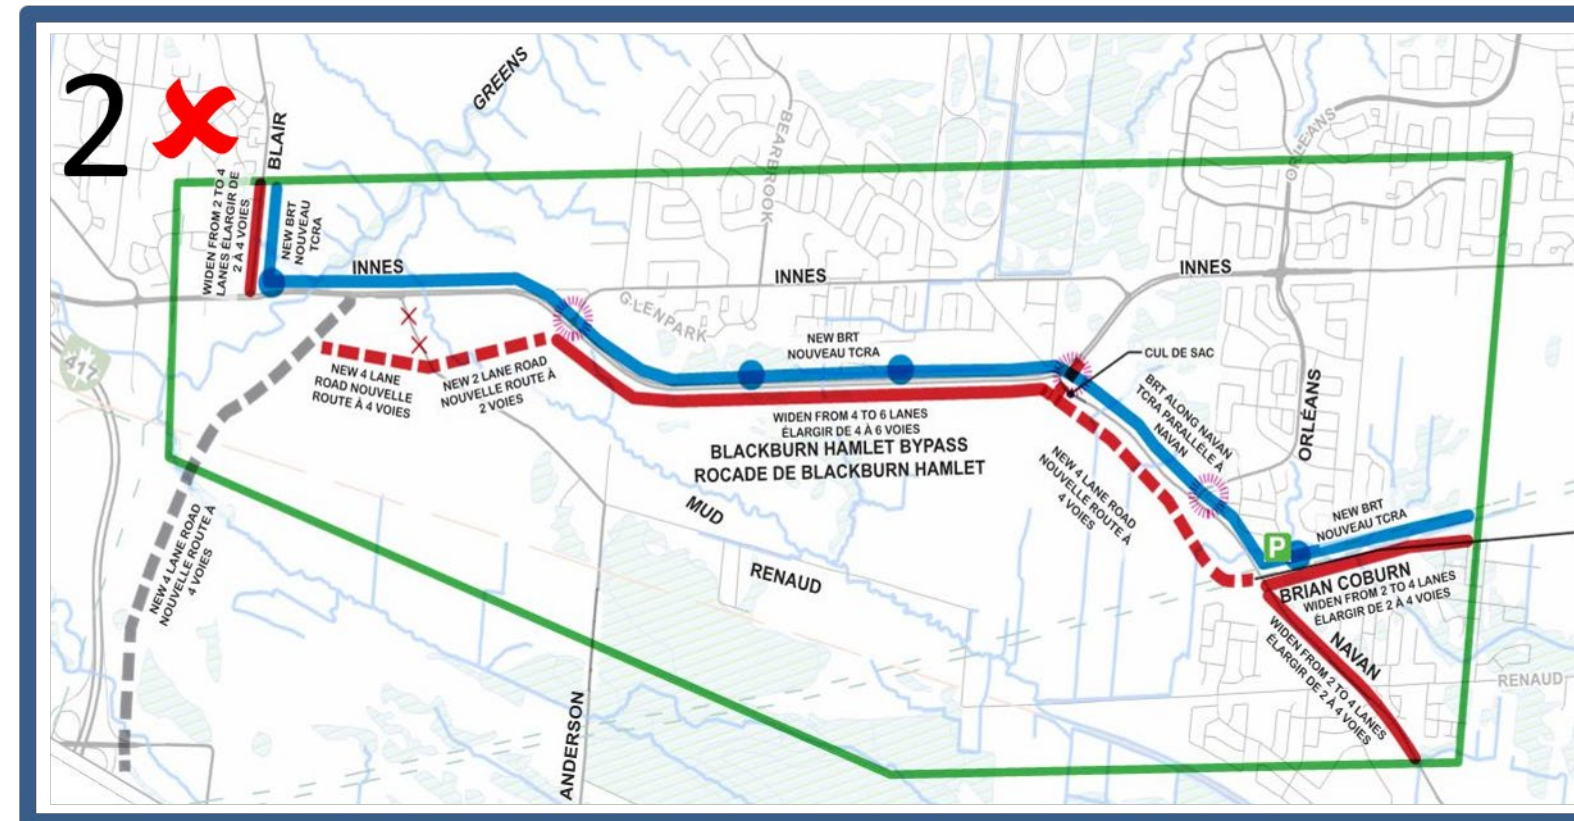 2
BLAIR
GREENS
BEARBROOK
ORLEANS
WIDEN FROM 2 TO 4
LANES ÉLARGIR DE
2 À 4 VOIES
NEW BRT
NOUVEAU
TCRA
INNES
INNES
INNES
GLENPARK
417
NEW 4 LANE
ROAD NOUVELLE
ROUTE À 4 VOIES
NEW 2 LANE ROAD
NOUVELLE ROUTE À
2 VOIES
NEW BRT
NOUVEAU TCRA
CUL DE SAC
BRT ALONG NAVAN
TCRA PARALLÈLE À
NAVAN
ORLÉANS
WIDEN FROM 4 TO 6 LANES
ÉLARGIR DE 4 À 6 VOIES
BLACKBURN HAMLET BYPASS
ROCADE DE BLACKBURN HAMLET
NEW 4 LANE ROAD
NOUVELLE ROUTE À
4 VOIES
NEW 4 LANE ROAD
NOUVELLE ROUTE À
4 VOIES
MUD
RENAUD
P
NEW BRT
NOUVEAU TCRA
BRIAN COBURN
WIDEN FROM 2 TO 4 LANES
ÉLARGIR DE 2 À 4 VOIES
NAVAN
WIDEN FROM 2 TO 4 LANES
ÉLARGIR DE 2 À 4 VOIES
RENAUD
ANDERSON